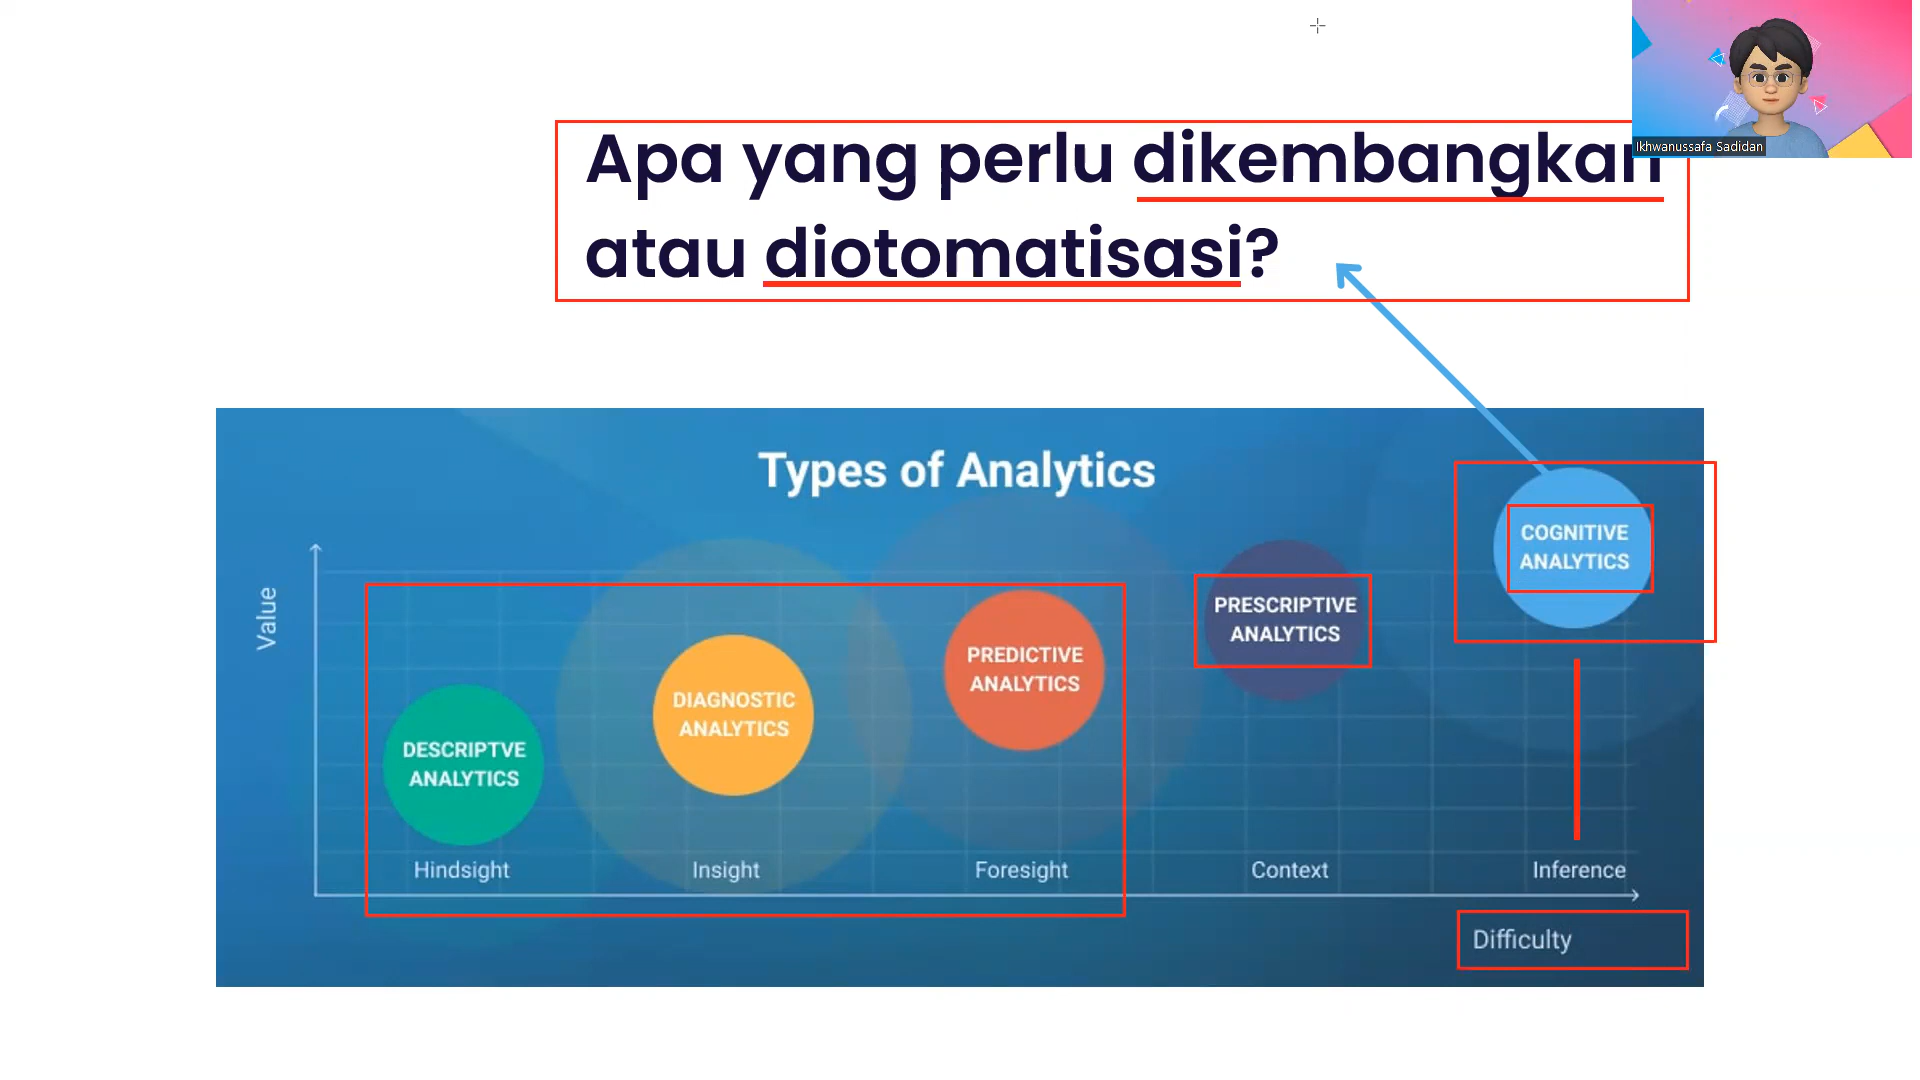 Ikhwanussafa Sadidan
Apa yang perlu dikembangkan
atau diotomatisasi?
Types of Analytics
Value
COGNITIVE
ANALYTICS
PRESCRIPTIVE
ANALYTICS
PREDICTIVE
ANALYTICS
DIAGNOSTIC
ANALYTICS
DESCRIPTVE
ANALYTICS
Hindsight
Insight
Foresight
Context
Inference
Difficulty